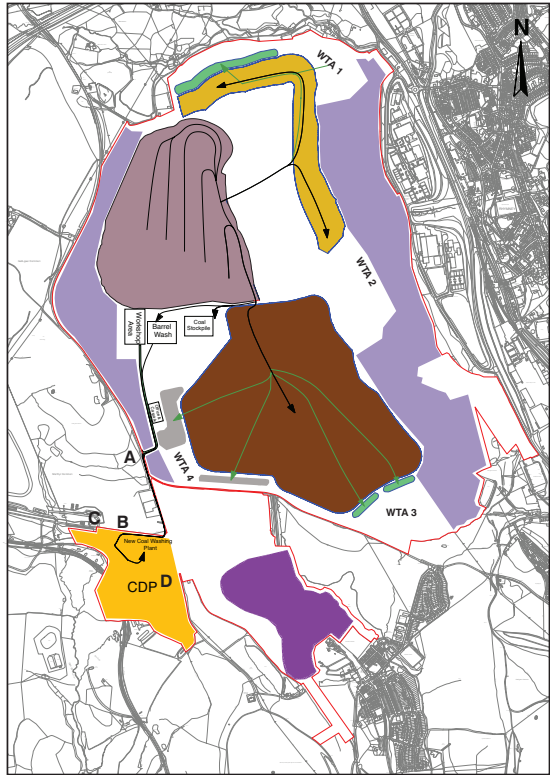 N
WTA 1
WTA 2
Workshop
Area
Barrel
Wash
Coal
Stockpile
A
WTA 4
WTA 3
C
B
New Coal Washing
Plant
CDP
D